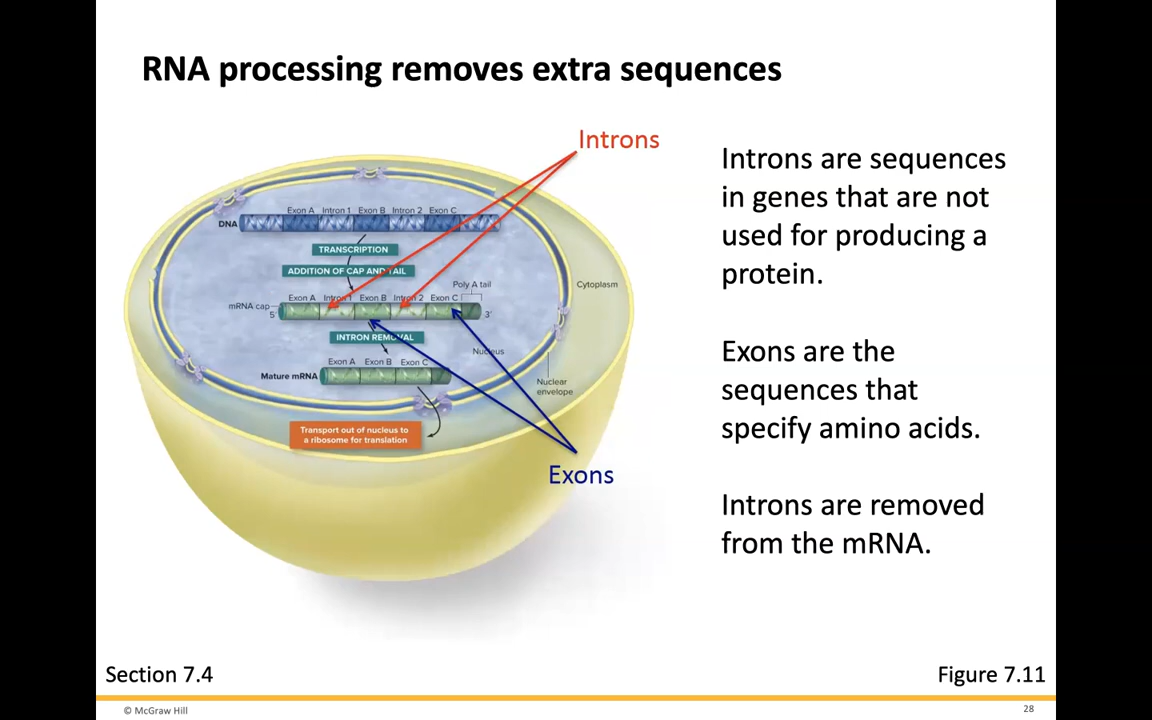 RNA processing removes extra sequences
Introns
Introns are sequences
in genes that are not
used for producing a
protein.
Exons are the
sequences that
specify amino acids.
Introns are removed
from the mRNA.
Exon A Intron 1 Exon B Intron 2 Exon C
DNA
TRANSCRIPTION
ADDITION OF CAP AND TAIL
Poly A tail
Cytoplasm
Exon A Intron 1 Exon B Intron 2 Exon C
mRNA cap
5' 3'
INTRON REMOVAL
Nucleus
Exon A Exon B Exon C
Mature mRNA
Nuclear
envelope
Transport out of nucleus to
a ribosome for translation
Exons
Section 7.4
Figure 7.11
© McGraw Hill
28